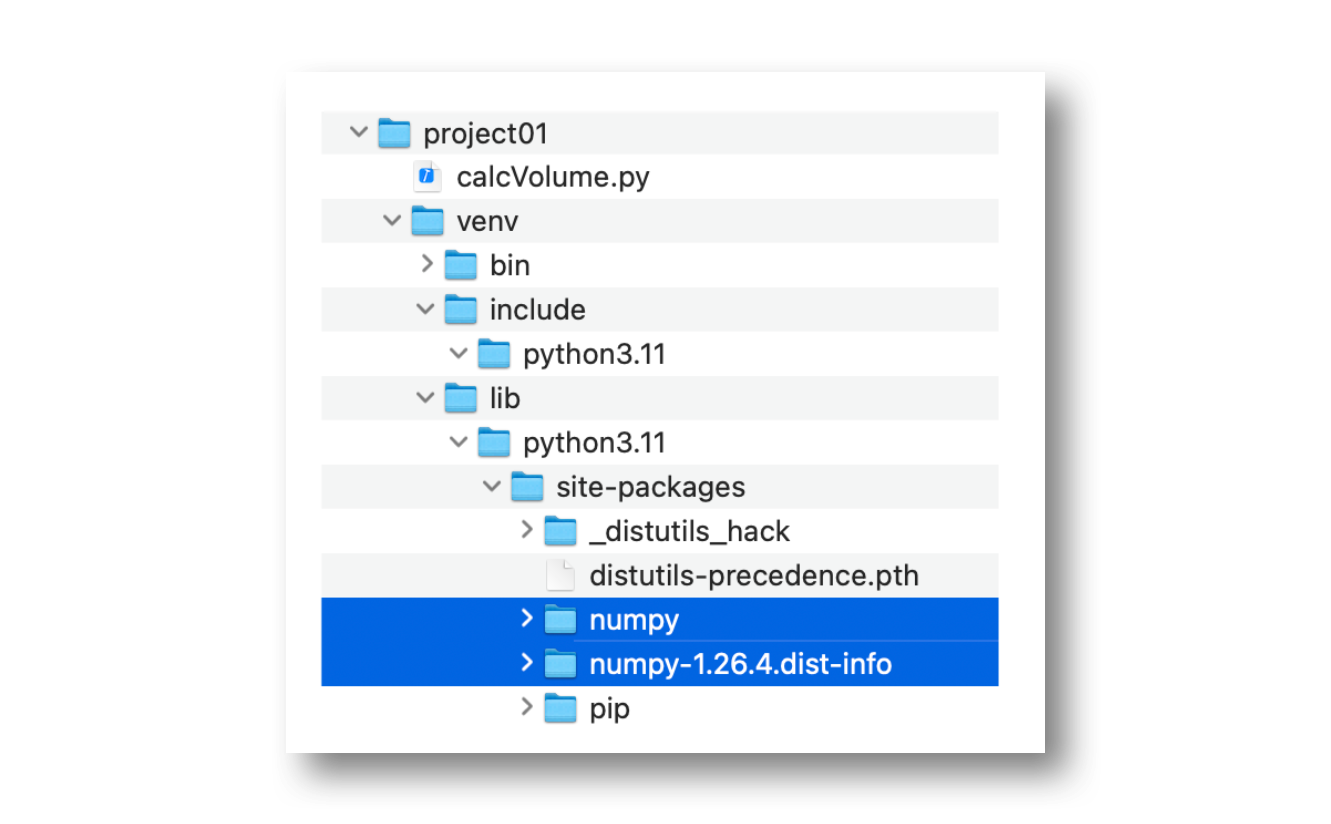 project01
calcVolume.py
venv
bin
include
python3.11
lib
python3.11
site-packages
_distutils_hack
distutils-precedence.pth
numpy
numpy-1.26.4.dist-info
pip